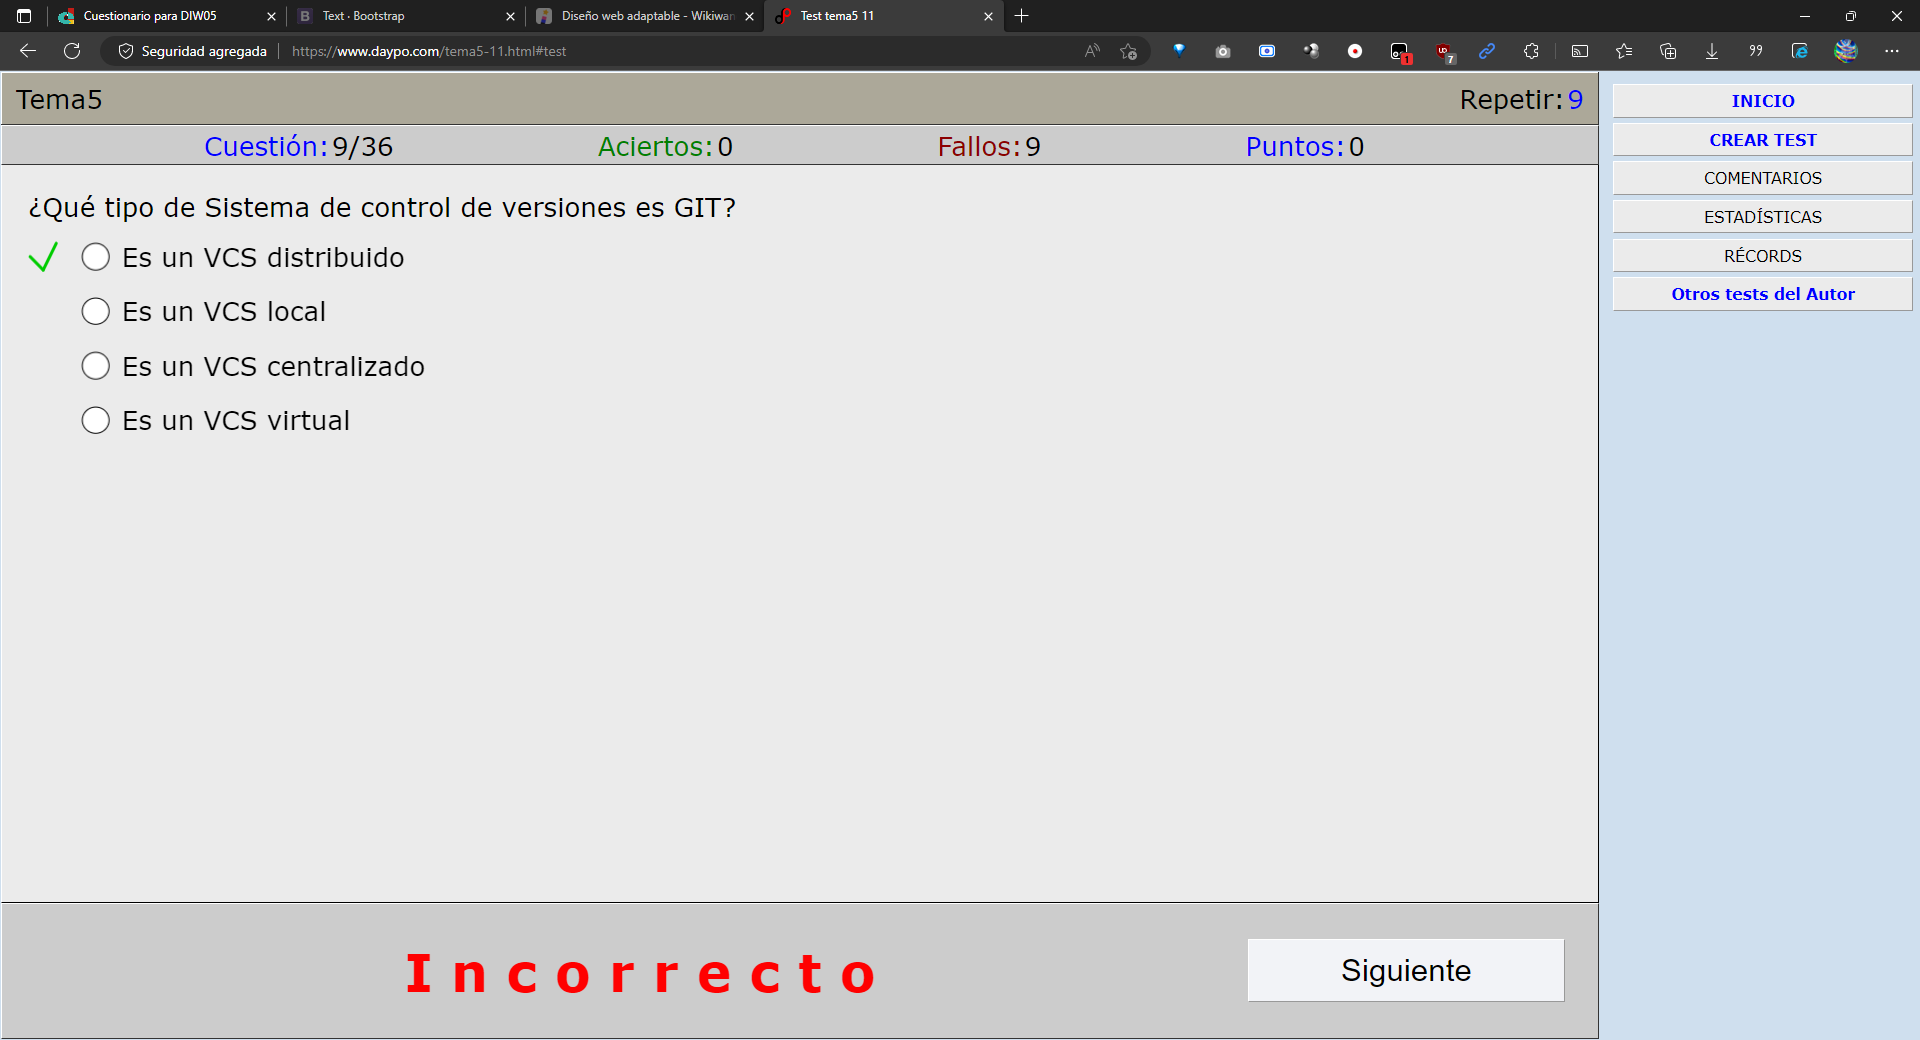 Cuestionario para DIW05
Text · Bootstrap
Diseño web adaptable - Wikiwan
Test tema5 11
Seguridad agregada
https://www.daypo.com/tema5-11.html#test
1
7
Tema5
Repetir:9
Cuestión:9/36
Aciertos:0
Fallos:9
Puntos:0
¿Qué tipo de Sistema de control de versiones es GIT?
Es un VCS distribuido
Es un VCS local
Es un VCS centralizado
Es un VCS virtual
Incorrecto
Siguiente
INICIO
CREAR TEST
COMENTARIOS
ESTADÍSTICAS
RÉCORDS
Otros tests del Autor